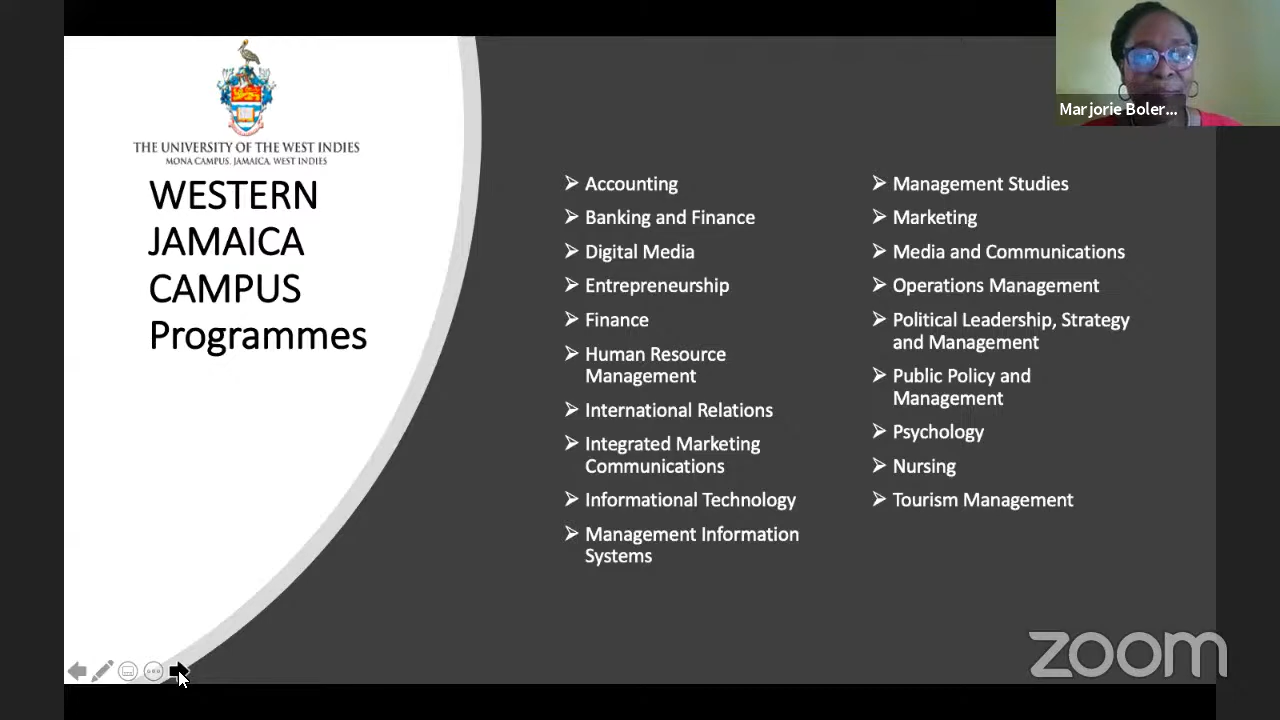 THE UNIVERSITY OF THE WEST INDIES
MONA CAMPUS, JAMAICA, WEST INDIES
WESTERN
JAMAICA
CAMPUS
Programmes
Accounting
Banking and Finance
Digital Media
Entrepreneurship
Finance
Human Resource
Management
International Relations
Integrated Marketing
Communications
Informational Technology
Management Information
Systems
Management Studies
Marketing
Media and Communications
Operations Management
Political Leadership, Strategy
and Management
Public Policy and
Management
Psychology
Nursing
Tourism Management
Marjorie Boler...
zoom